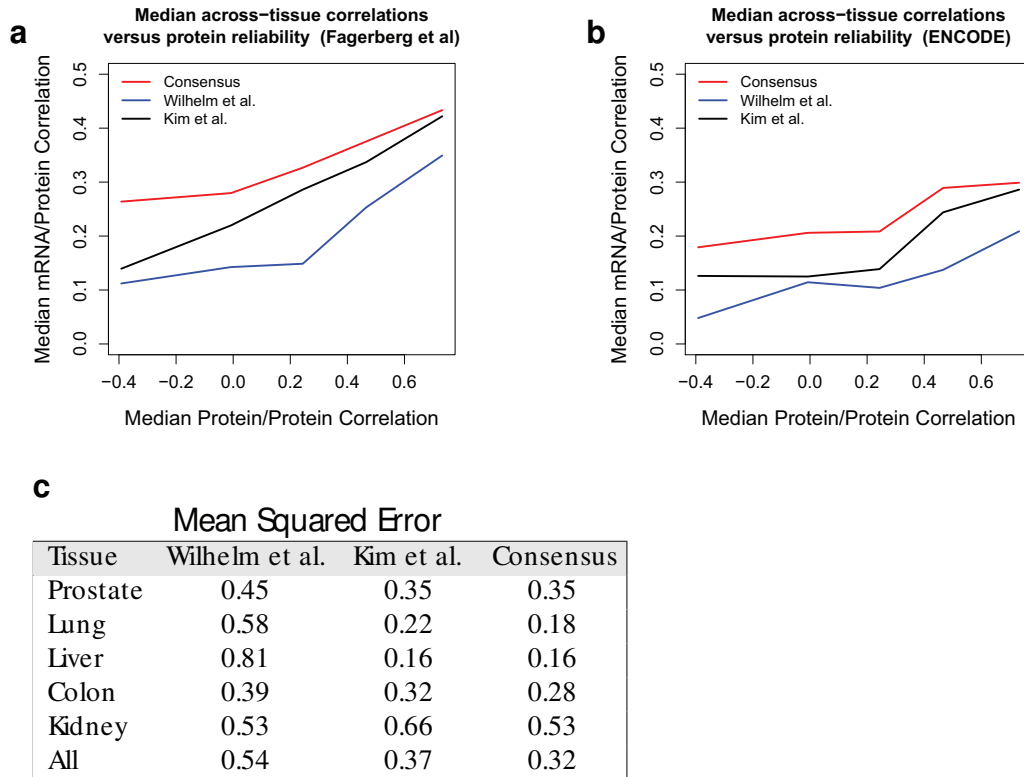 a
Median across−tissue correlations
versus protein reliability (Fagerberg et al)
Median mRNA/Protein Correlation
0.5
0.4
0.3
0.2
0.1
0.0
Consensus
Wilhelm et al.
Kim et al.
−0.4 −0.2 0.0 0.2 0.4 0.6
Median Protein/Protein Correlation
b
Median across−tissue correlations
versus protein reliability (ENCODE)
Median mRNA/Protein Correlation
0.5
0.4
0.3
0.2
0.1
0.0
Consensus
Wilhelm et al.
Kim et al.
−0.4 −0.2 0.0 0.2 0.4 0.6
Median Protein/Protein Correlation
c
Mean Squared Error
Tissue Wilhelm et al. Kim et al. Consensus
Prostate 0.45 0.35 0.35
Lung 0.58 0.22 0.18
Liver 0.81 0.16 0.16
Colon 0.39 0.32 0.28
Kidney 0.53 0.66 0.53
All 0.54 0.37 0.32